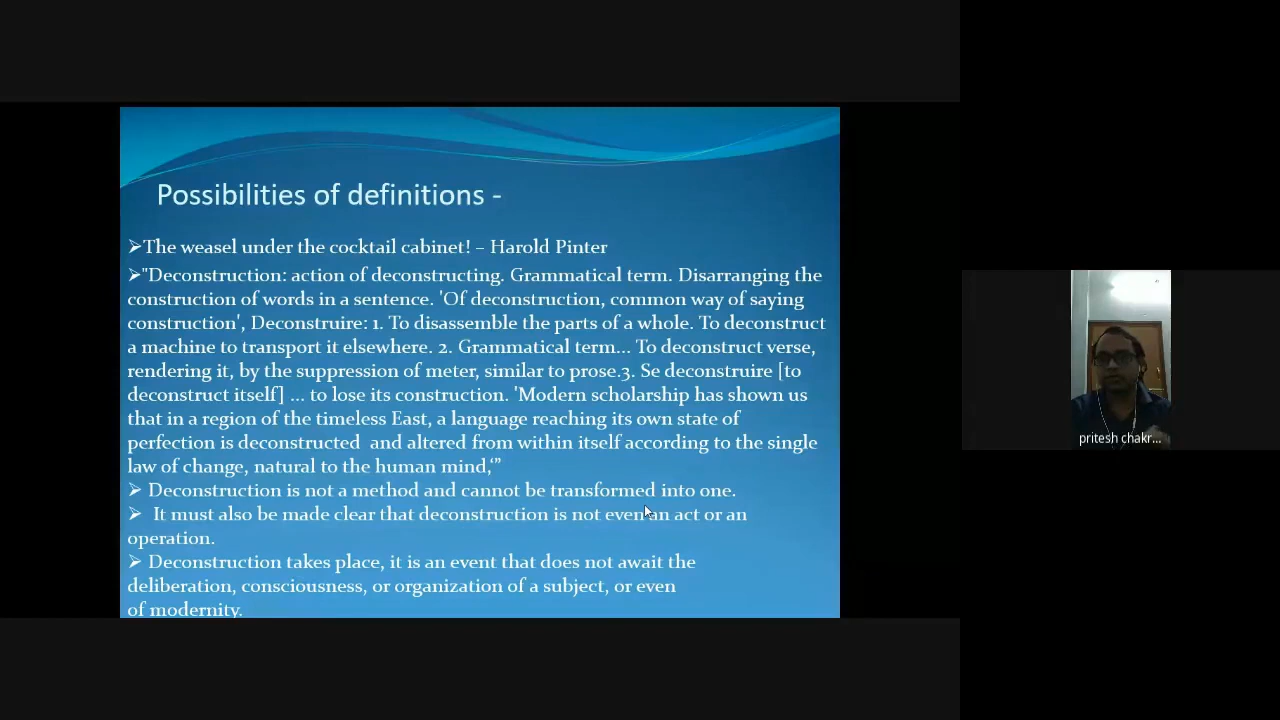 Possibilities of definitions -
➢The weasel under the cocktail cabinet! – Harold Pinter
➢"Deconstruction: action of deconstructing. Grammatical term. Disarranging the
construction of words in a sentence. 'Of deconstruction, common way of saying
construction', Deconstruire: 1. To disassemble the parts of a whole. To deconstruct
a machine to transport it elsewhere. 2. Grammatical term... To deconstruct verse,
rendering it, by the suppression of meter, similar to prose.3. Se deconstruire [to
deconstruct itself] ... to lose its construction. 'Modern scholarship has shown us
that in a region of the timeless East, a language reaching its own state of
perfection is deconstructed  and altered from within itself according to the single
law of change, natural to the human mind,‘”
➢ Deconstruction is not a method and cannot be transformed into one.
➢  It must also be made clear that deconstruction is not even an act or an
operation.
➢ Deconstruction takes place, it is an event that does not await the
deliberation, consciousness, or organization of a subject, or even
of modernity.
pritesh chakr...